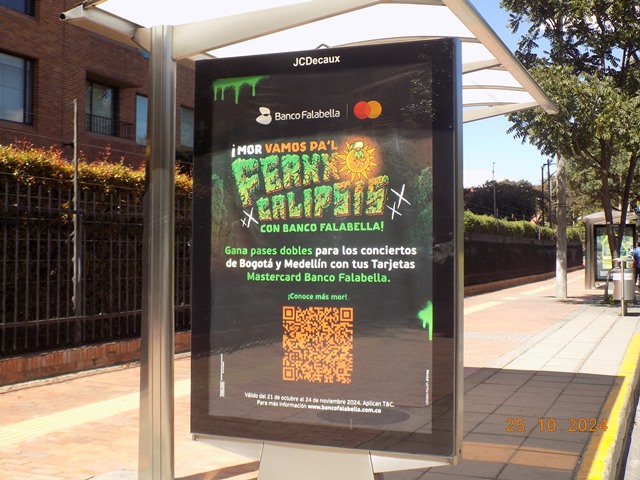 JCDecaux
Banco Falabella
¡MOR VAMOS PA'L
FERXXO
CALIPSIS
CON BANCO FALABELLA!
Gana pases dobles para los conciertos
de Bogotá y Medellín con tus Tarjetas
Mastercard Banco Falabella.
¡Conoce más mor!
Válido del 21 de octubre al 24 de noviembre 2024. Aplican T&C.
Para más información www.bancofalabella.com.co
25 10 2024